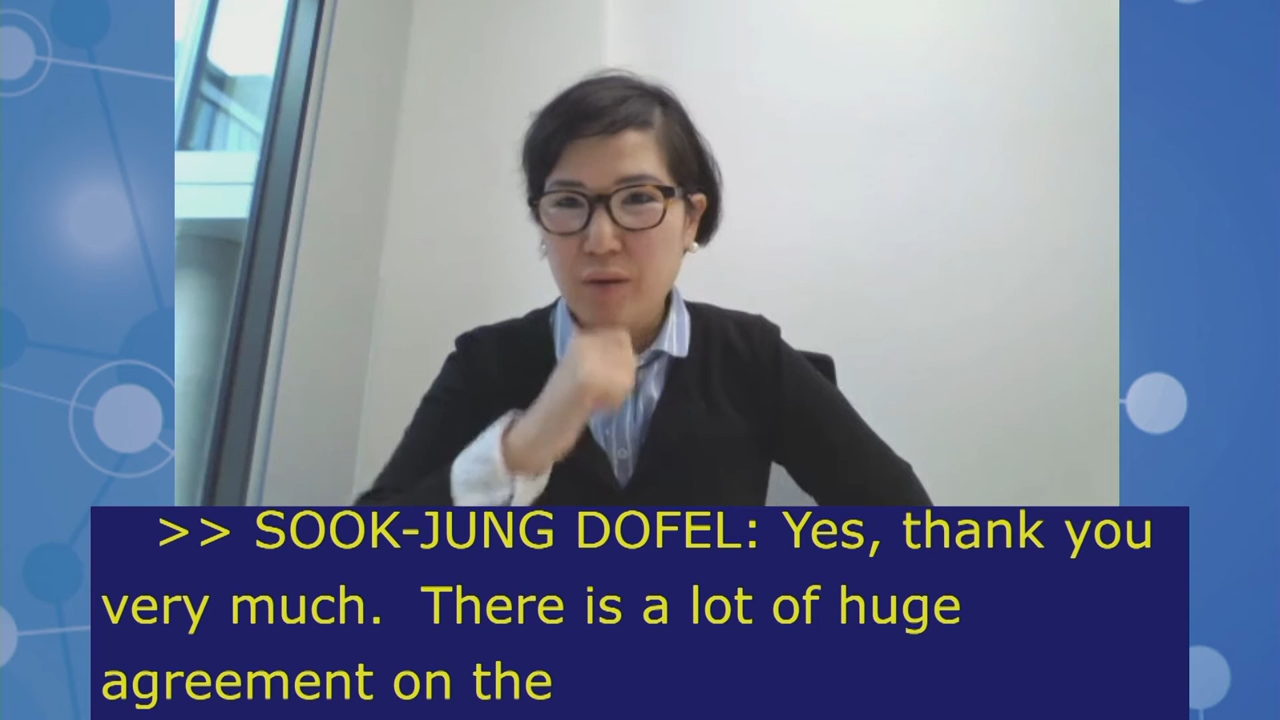 >> SOOK-JUNG DOFEL: Yes, thank you
very much.  There is a lot of huge
agreement on the